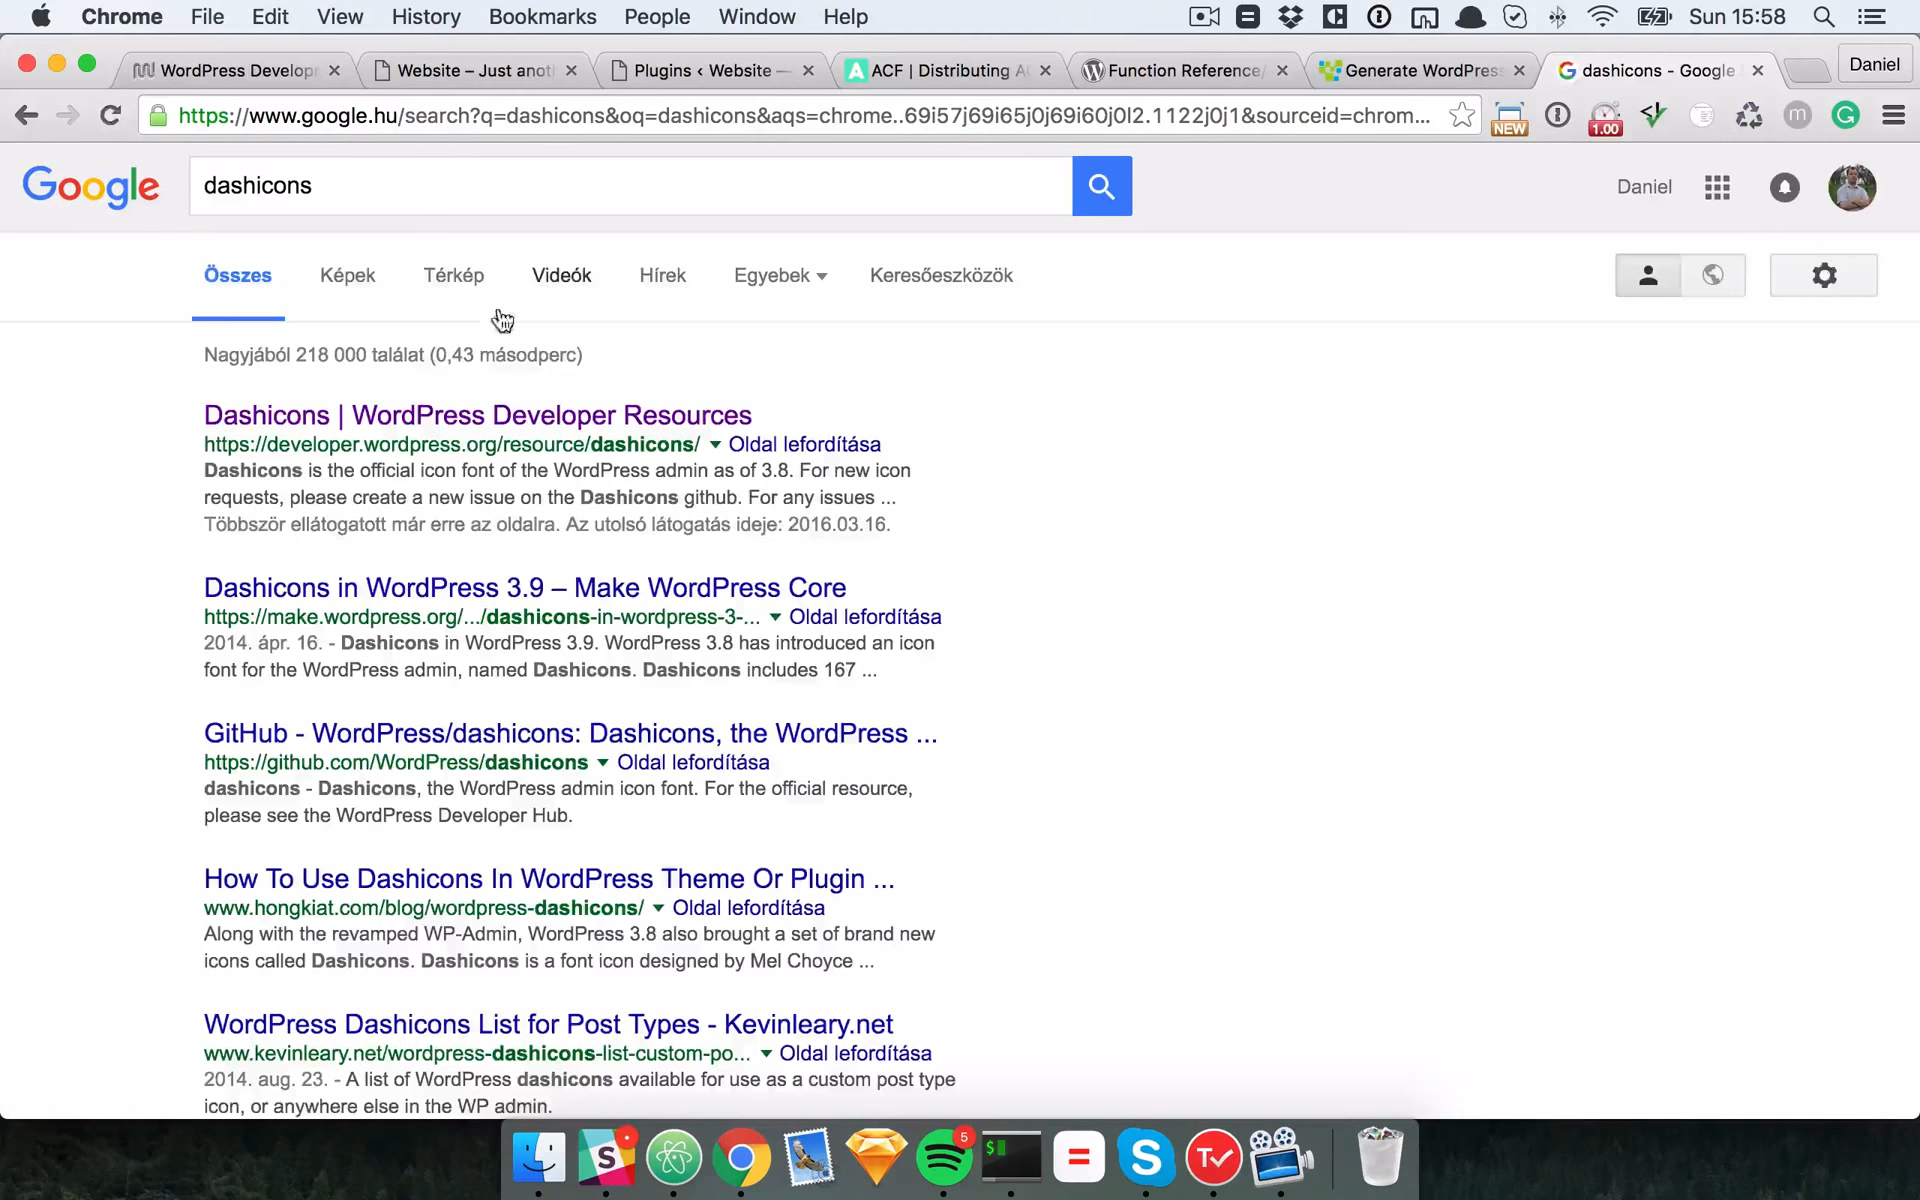 Chrome File Edit View History Bookmarks People Window Help Sun 15:58
WordPress Develop Website – Just anot Plugins ‹ Website — ACF | Distributing A Function Reference/ Generate WordPress dashicons - Google Daniel
https://www.google.hu/search?q=dashicons&oq=dashicons&aqs=chrome..69i57j69i65j0j69i60j0l2.1122j0j1&sourceid=chrom... NEW 1.00
Google dashicons Daniel
Összes Képek Térkép Videók Hírek Egyebek Keresőeszközök
Nagyjából 218 000 találat (0,43 másodperc)
Dashicons | WordPress Developer Resources
https://developer.wordpress.org/resource/dashicons/ Oldal lefordítása
Dashicons is the official icon font of the WordPress admin as of 3.8. For new icon
requests, please create a new issue on the Dashicons github. For any issues ...
Többször ellátogatott már erre az oldalra. Az utolsó látogatás ideje: 2016.03.16.
Dashicons in WordPress 3.9 – Make WordPress Core
https://make.wordpress.org/.../dashicons-in-wordpress-3-... Oldal lefordítása
2014. ápr. 16. - Dashicons in WordPress 3.9. WordPress 3.8 has introduced an icon
font for the WordPress admin, named Dashicons. Dashicons includes 167 ...
GitHub - WordPress/dashicons: Dashicons, the WordPress ...
https://github.com/WordPress/dashicons Oldal lefordítása
dashicons - Dashicons, the WordPress admin icon font. For the official resource,
please see the WordPress Developer Hub.
How To Use Dashicons In WordPress Theme Or Plugin ...
www.hongkiat.com/blog/wordpress-dashicons/ Oldal lefordítása
Along with the revamped WP-Admin, WordPress 3.8 also brought a set of brand new
icons called Dashicons. Dashicons is a font icon designed by Mel Choyce ...
WordPress Dashicons List for Post Types - Kevinleary.net
www.kevinleary.net/wordpress-dashicons-list-custom-po... Oldal lefordítása
2014. aug. 23. - A list of WordPress dashicons available for use as a custom post type
icon, or anywhere else in the WP admin.
5